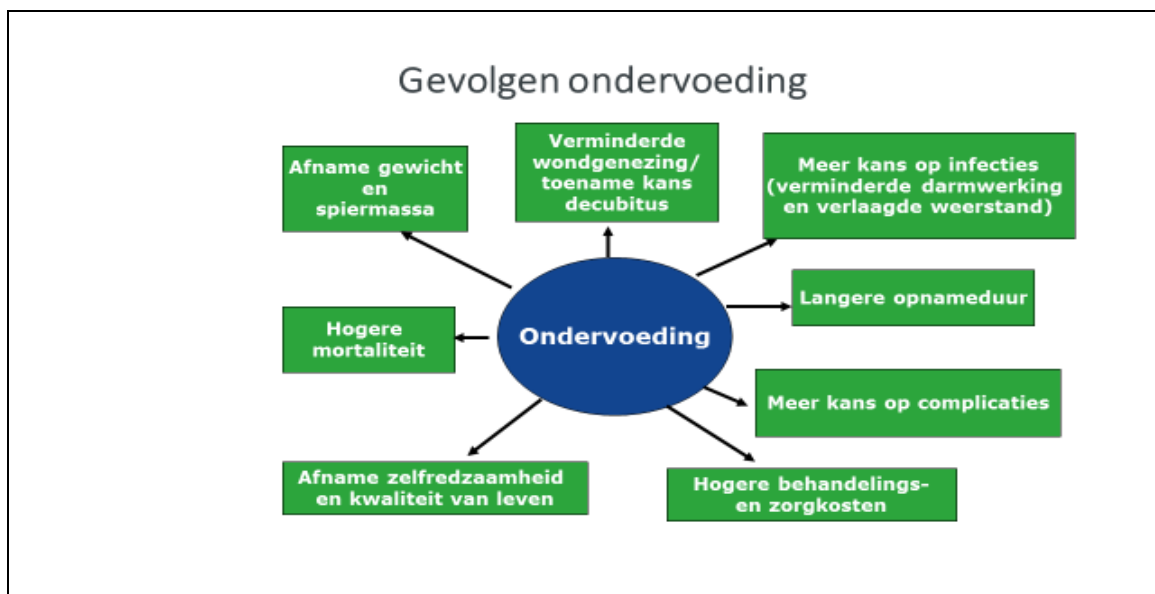 Gevolgen ondervoeding
Afname gewicht
en
spiermassa
Verminderde
wondgenezing/
toename kans
decubitus
Meer kans op infecties
(verminderde darmwerking
en verlaagde weerstand)
Langere opnameduur
Hogere
mortaliteit
Ondervoeding
Meer kans op complicaties
Afname zelfredzaamheid
en kwaliteit van leven
Hogere behandelings-
en zorgkosten